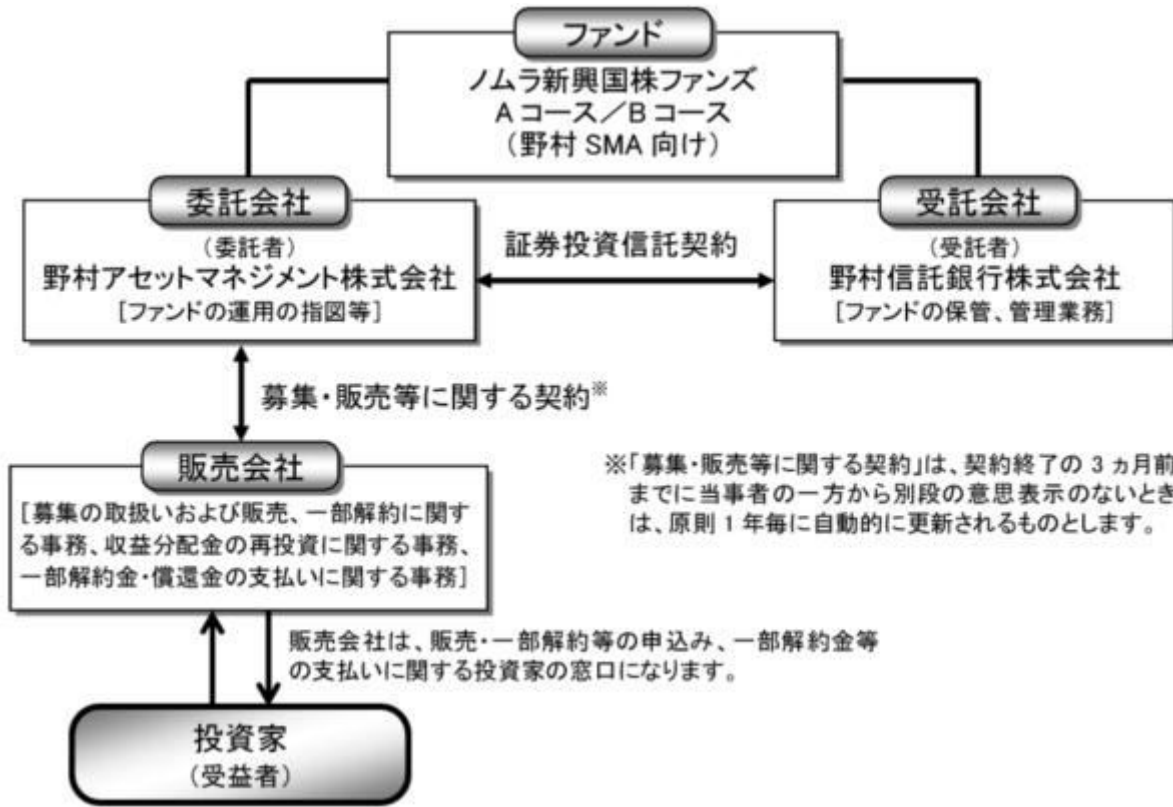 ファンド
ノムラ新興国株ファンズ
Aコース／Bコース
（野村 SMA 向け）
委託会社
（委託者）
野村アセットマネジメント株式会社
[ファンドの運用の指図等]
証券投資信託契約
受託会社
（受託者）
野村信託銀行株式会社
[ファンドの保管、管理業務]
募集・販売等に関する契約※
販売会社
[募集の取扱いおよび販売、一部解約に関す
る事務、収益分配金の再投資に関する事務、
一部解約金・償還金の支払いに関する事務]
※「募集・販売等に関する契約」は、契約終了の 3 ヵ月前
までに当事者の一方から別段の意思表示のないとき
は、原則 1 年毎に自動的に更新されるものとします。
販売会社は、販売・一部解約等の申込み、一部解約金等
の支払いに関する投資家の窓口になります。
投資家
（受益者）